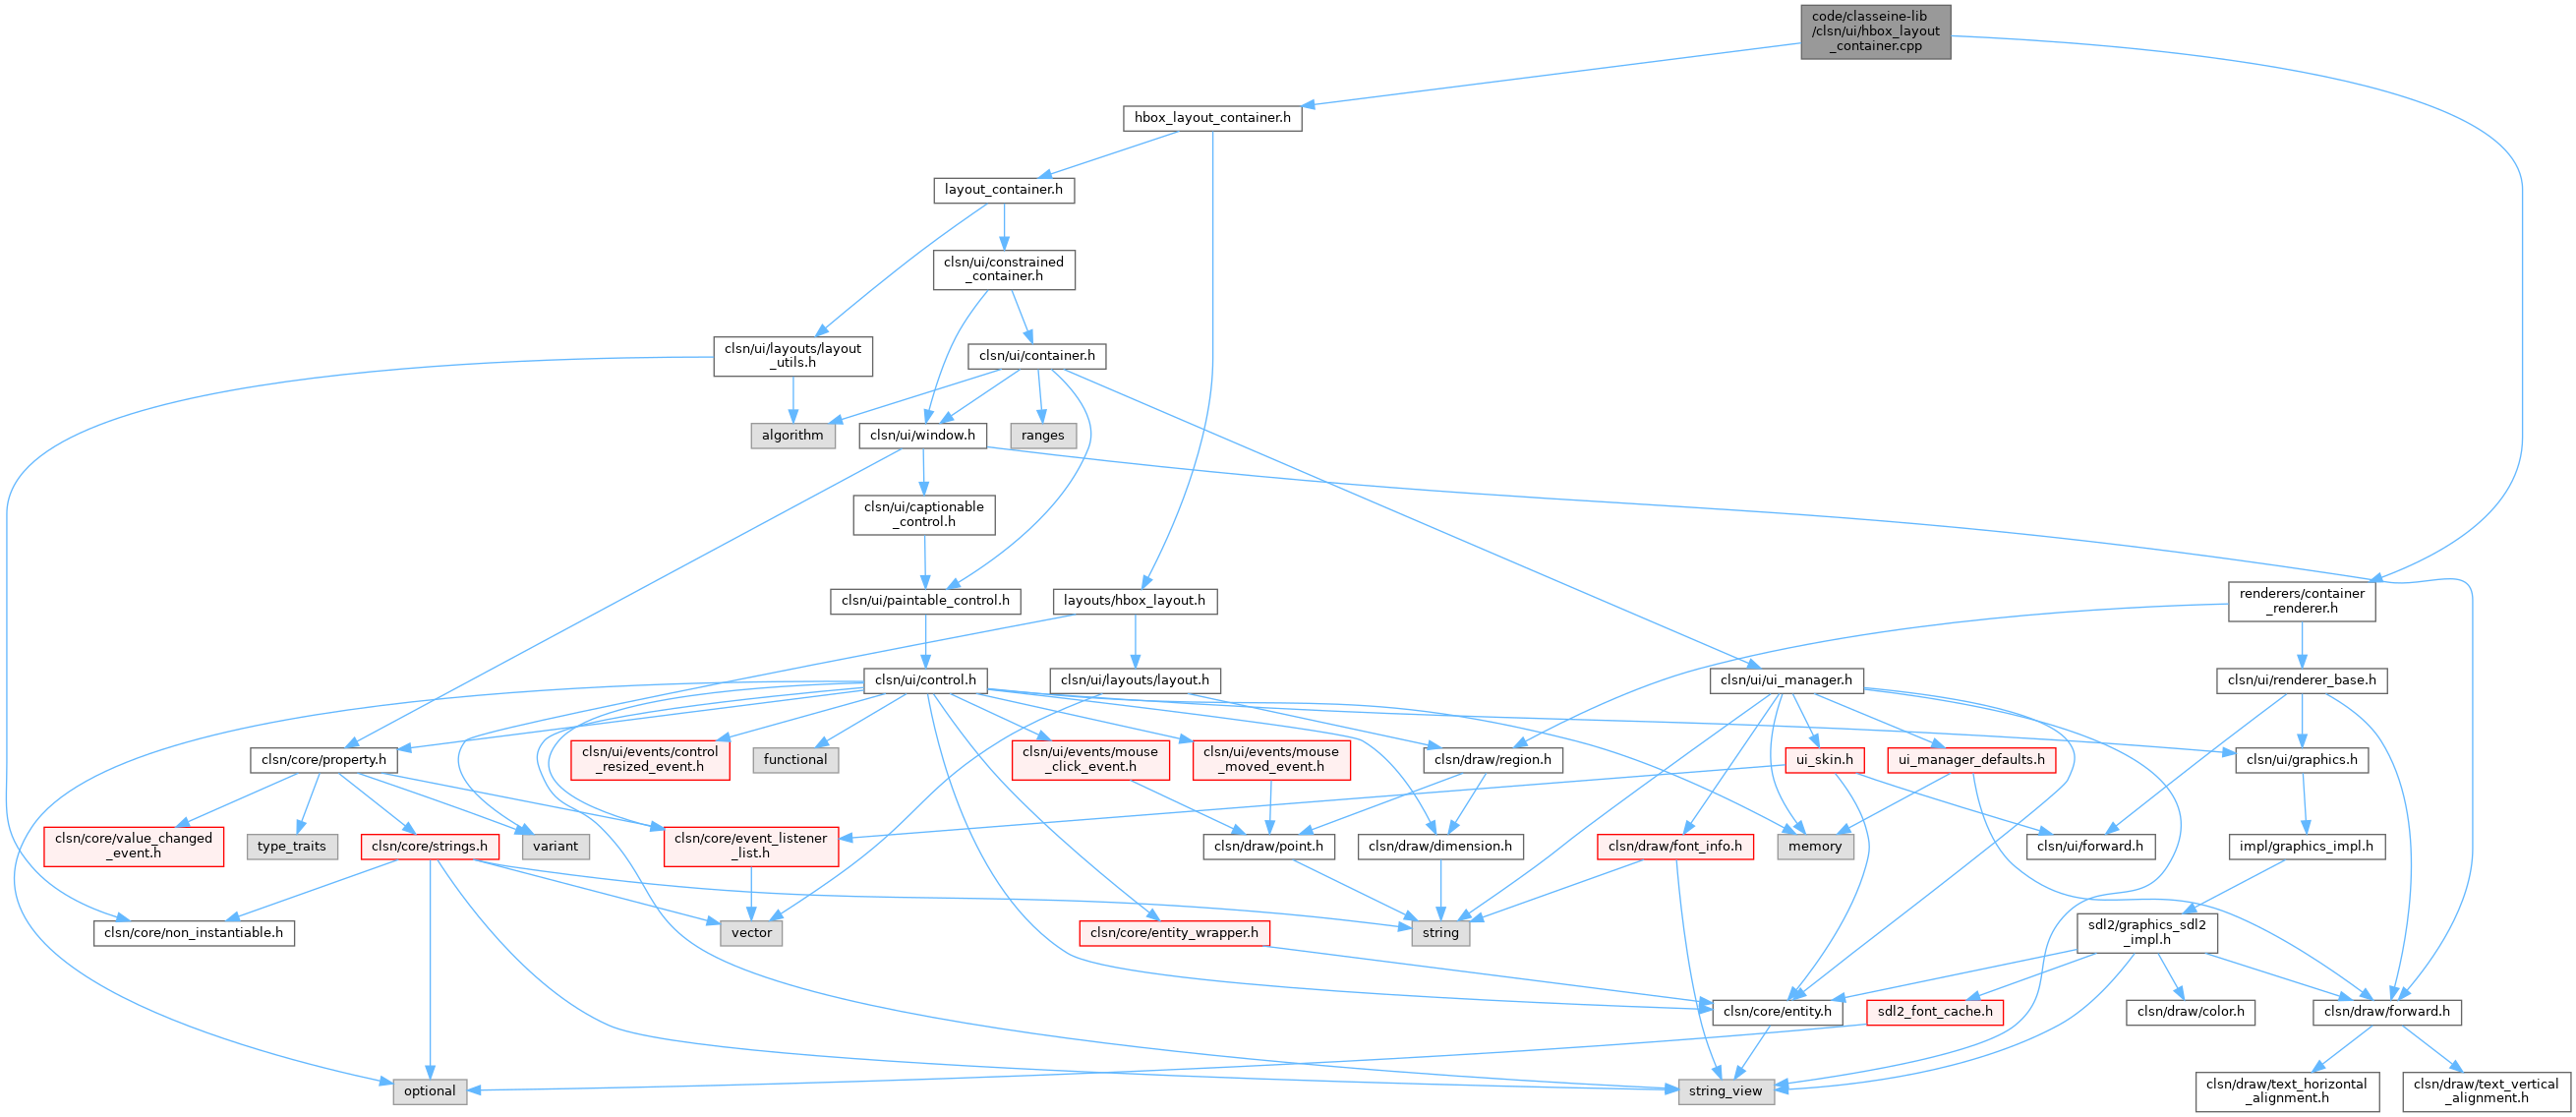 code/classeine-lib
/clsn/ui/hbox_layout
_container.cpp
hbox_layout_container.h
layout_container.h
clsn/ui/constrained
_container.h
clsn/ui/layouts/layout
_utils.h
clsn/ui/container.h
algorithm
clsn/ui/window.h
ranges
clsn/ui/captionable
_control.h
clsn/ui/paintable_control.h
layouts/hbox_layout.h
renderers/container
_renderer.h
clsn/ui/control.h
clsn/ui/layouts/layout.h
clsn/ui/ui_manager.h
clsn/ui/renderer_base.h
clsn/core/property.h
clsn/ui/events/control
_resized_event.h
functional
clsn/ui/events/mouse
_click_event.h
clsn/ui/events/mouse
_moved_event.h
clsn/draw/region.h
ui_skin.h
ui_manager_defaults.h
clsn/ui/graphics.h
clsn/core/value_changed
_event.h
type_traits
clsn/core/strings.h
variant
clsn/core/event_listener
_list.h
clsn/draw/point.h
clsn/draw/dimension.h
clsn/draw/font_info.h
memory
clsn/ui/forward.h
impl/graphics_impl.h
clsn/core/non_instantiable.h
vector
clsn/core/entity_wrapper.h
string
sdl2/graphics_sdl2
_impl.h
clsn/core/entity.h
sdl2_font_cache.h
clsn/draw/color.h
clsn/draw/forward.h
optional
string_view
clsn/draw/text_horizontal
_alignment.h
clsn/draw/text_vertical
_alignment.h